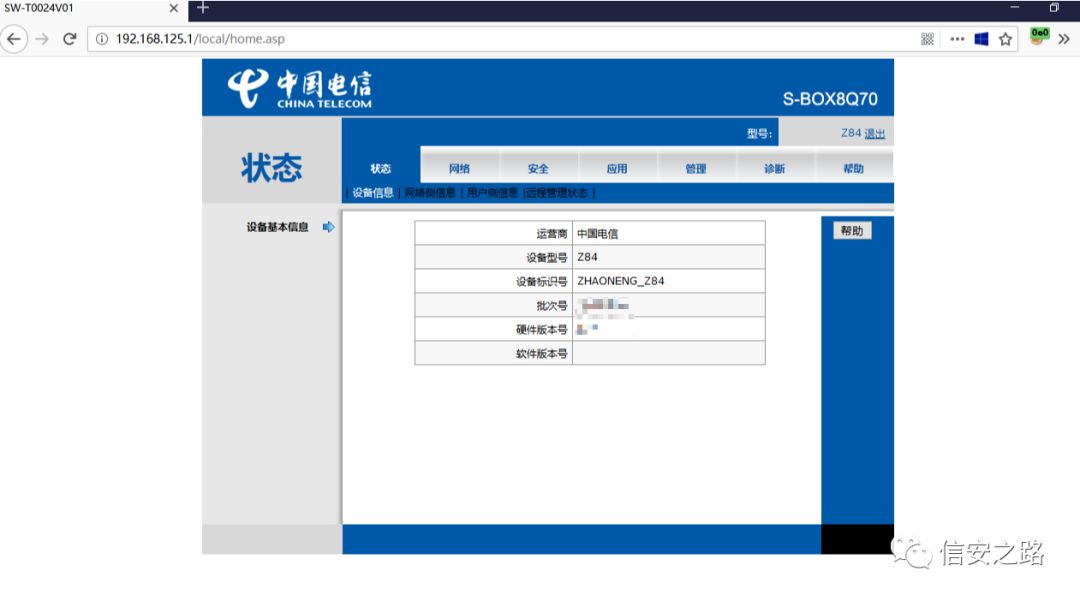 SW-T0024V01
192.168.125.1/local/home.asp
中国电信
CHINA TELECOM
S-BOX8Q70
型号:
Z84 退出
状态
状态 网络 安全 应用 管理 诊断 帮助
| 设备信息 | 网络侧信息 | 用户侧信息 |远程管理状态 |
设备基本信息
帮助
运营商 中国电信
设备型号 Z84
设备标识号 ZHAONENG_Z84
批次号
硬件版本号
软件版本号
信安之路